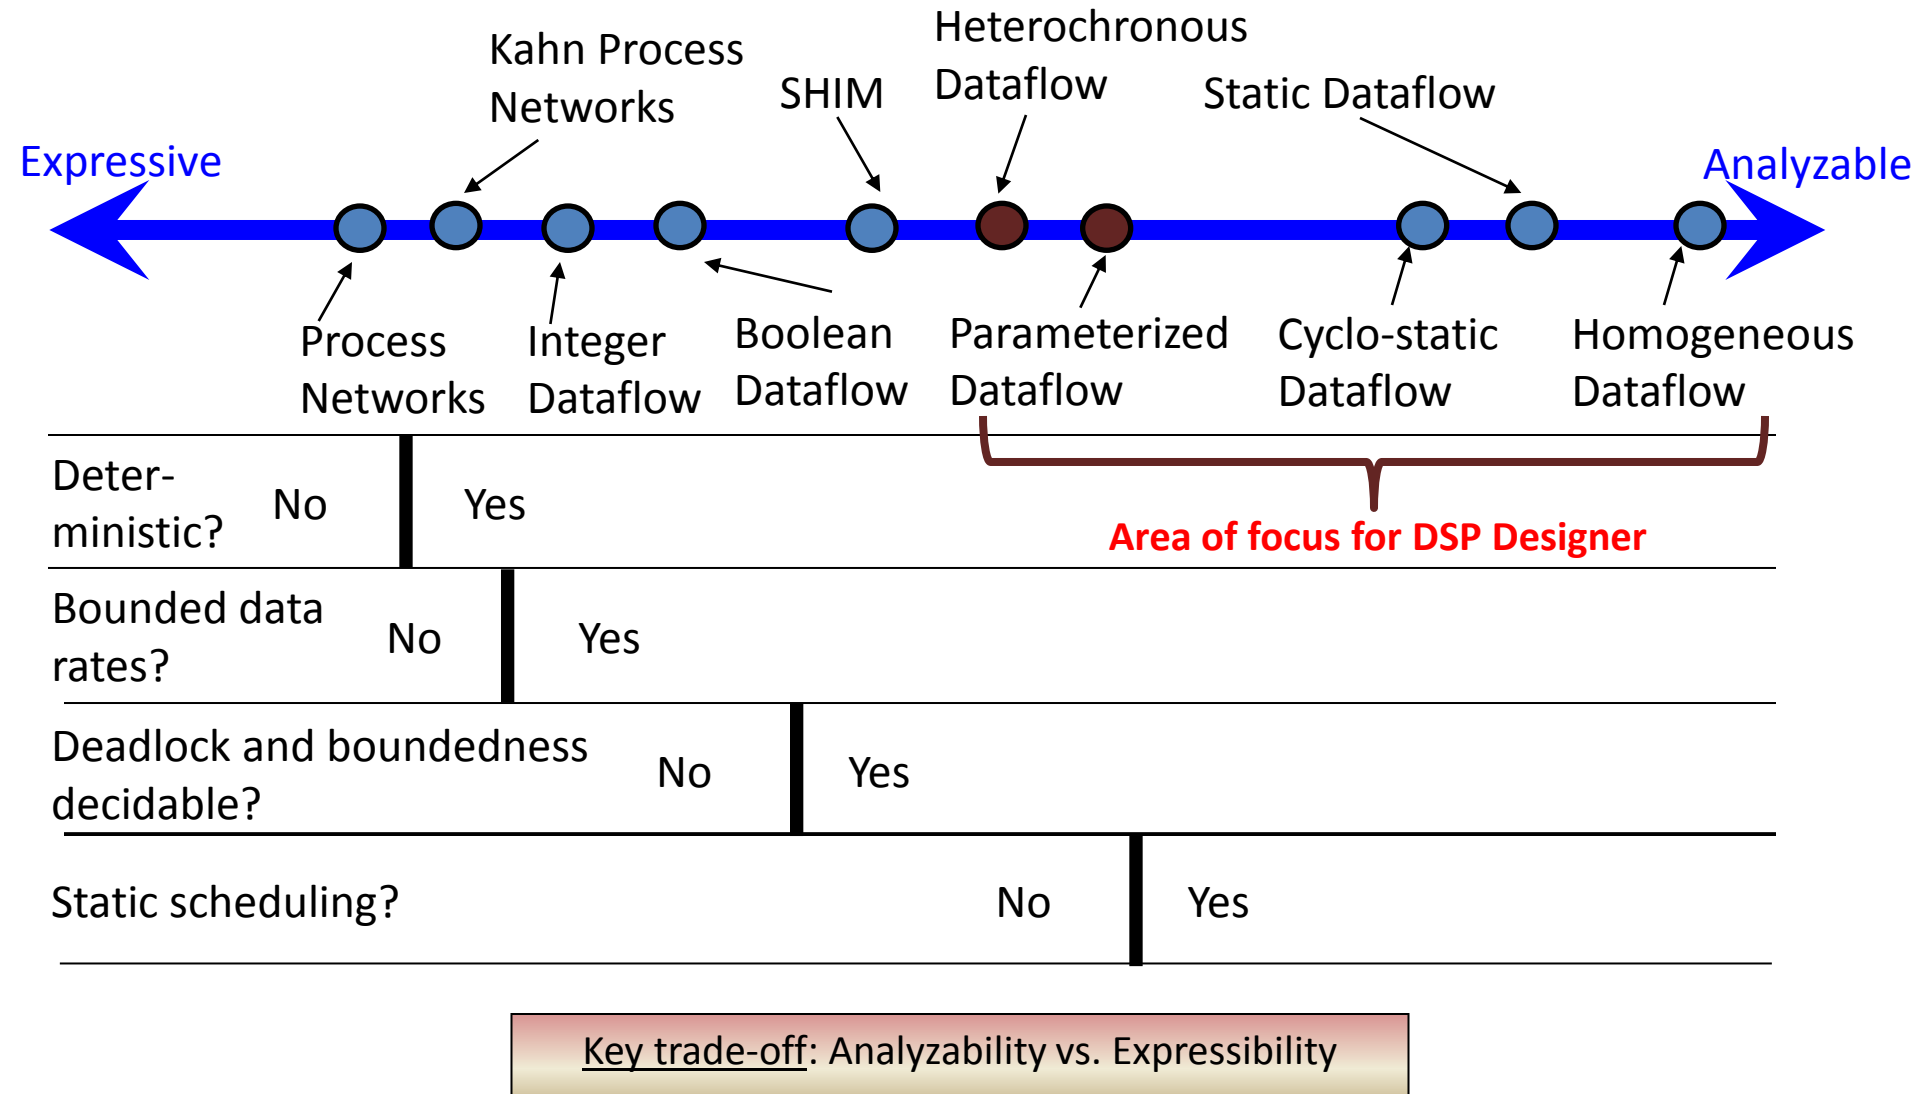 Kahn Process
Networks
SHIM
Heterochronous
Dataflow
Static Dataflow
Expressive
Analyzable
Process
Networks
Integer
Dataflow
Boolean
Dataflow
Parameterized
Dataflow
Cyclo-static
Dataflow
Homogeneous
Dataflow
Deter-
ministic?
No
Yes
Area of focus for DSP Designer
Bounded data
rates?
No
Yes
Deadlock and boundedness
decidable?
No
Yes
Static scheduling?
No
Yes
Key trade-off: Analyzability vs. Expressibility